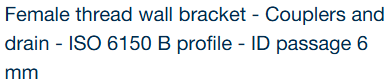 Female thread wall bracket - Couplers and
drain - ISO 6150 B profile - ID passage 6
mm